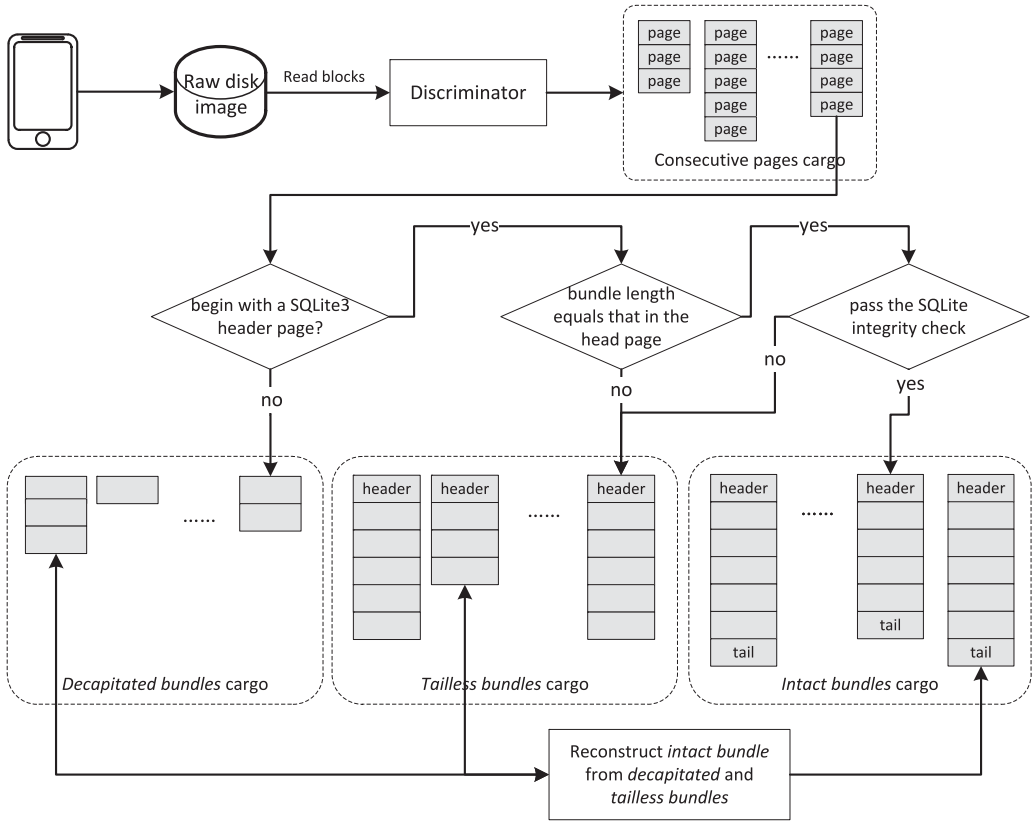 Raw disk
image
Read blocks
Discriminator
page
page
page
page
page
page
page
page
......
page
page
page
page
Consecutive pages cargo
yes
yes
begin with a SQLite3
header page?
bundle length
equals that in the
head page
pass the SQLite
integrity check
no
no
no
yes
......
Decapitated bundles cargo
header
header
......
header
Tailless bundles cargo
header
tail
......
header
tail
header
tail
Intact bundles cargo
Reconstruct intact bundle
from decapitated and
tailless bundles